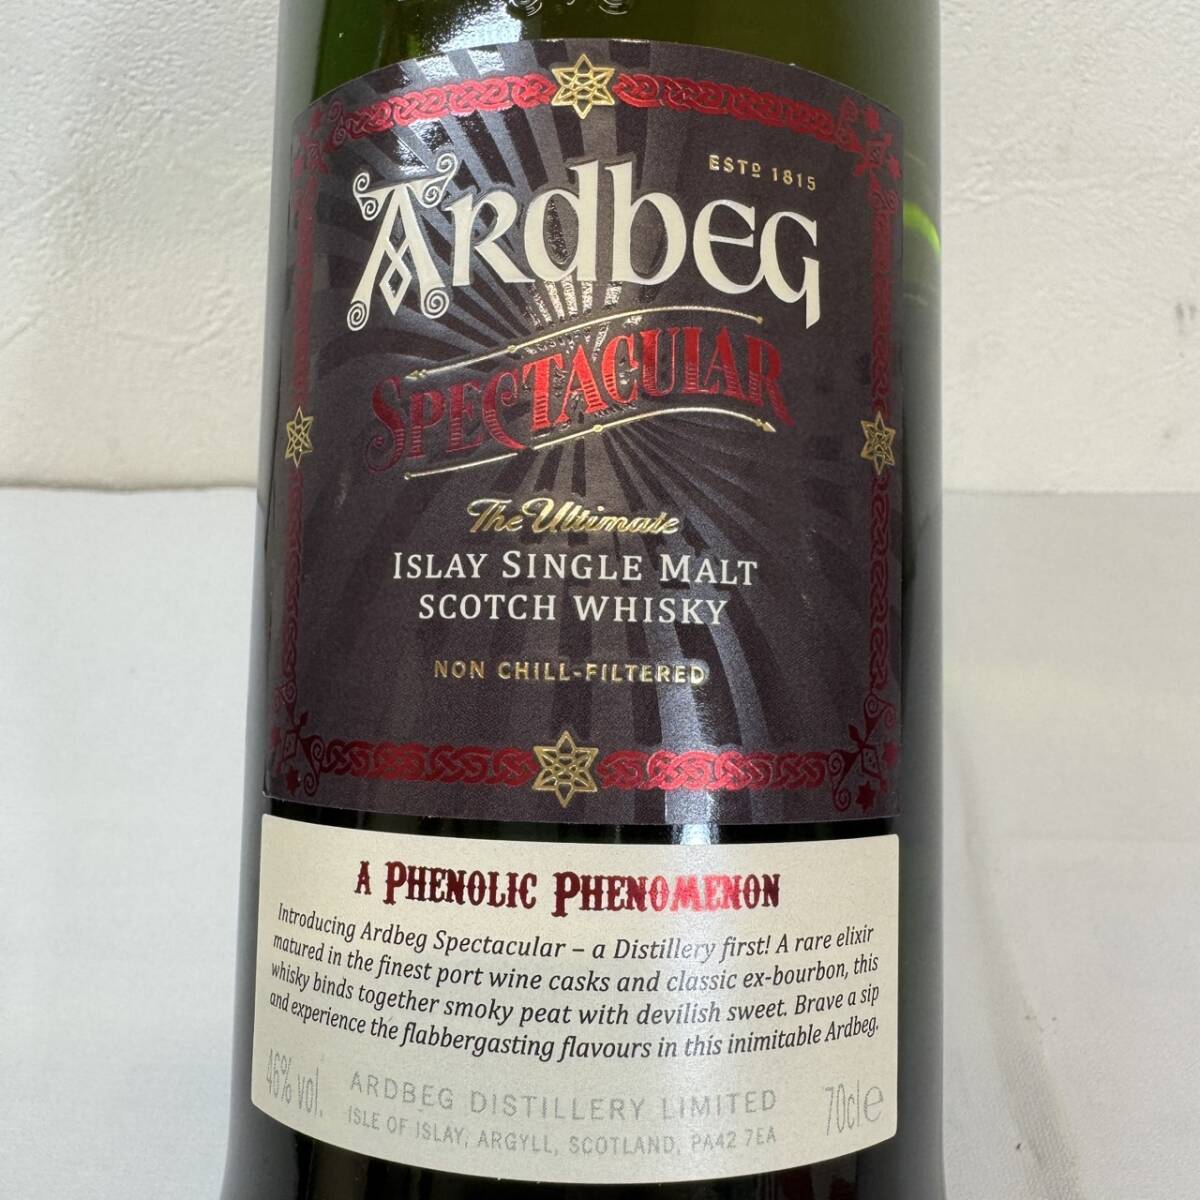 ESTD 1815
ARDBEG
SPECTACULAR
The Ultimate
ISLAY SINGLE MALT
SCOTCH WHISKY
NON CHILL-FILTERED
A PHENOLIC PHENOMENON
Introducing Ardbeg Spectacular – a Distillery first! A rare elixir
matured in the finest port wine casks and classic ex-bourbon, this
whisky binds together smoky peat with devilish sweet. Brave a sip
and experience the flabbergasting flavours in this inimitable Ardbeg.
46% vol. ARDBEG DISTILLERY LIMITED 70cl e
ISLE OF ISLAY, ARGYLL, SCOTLAND, PA42 7EA